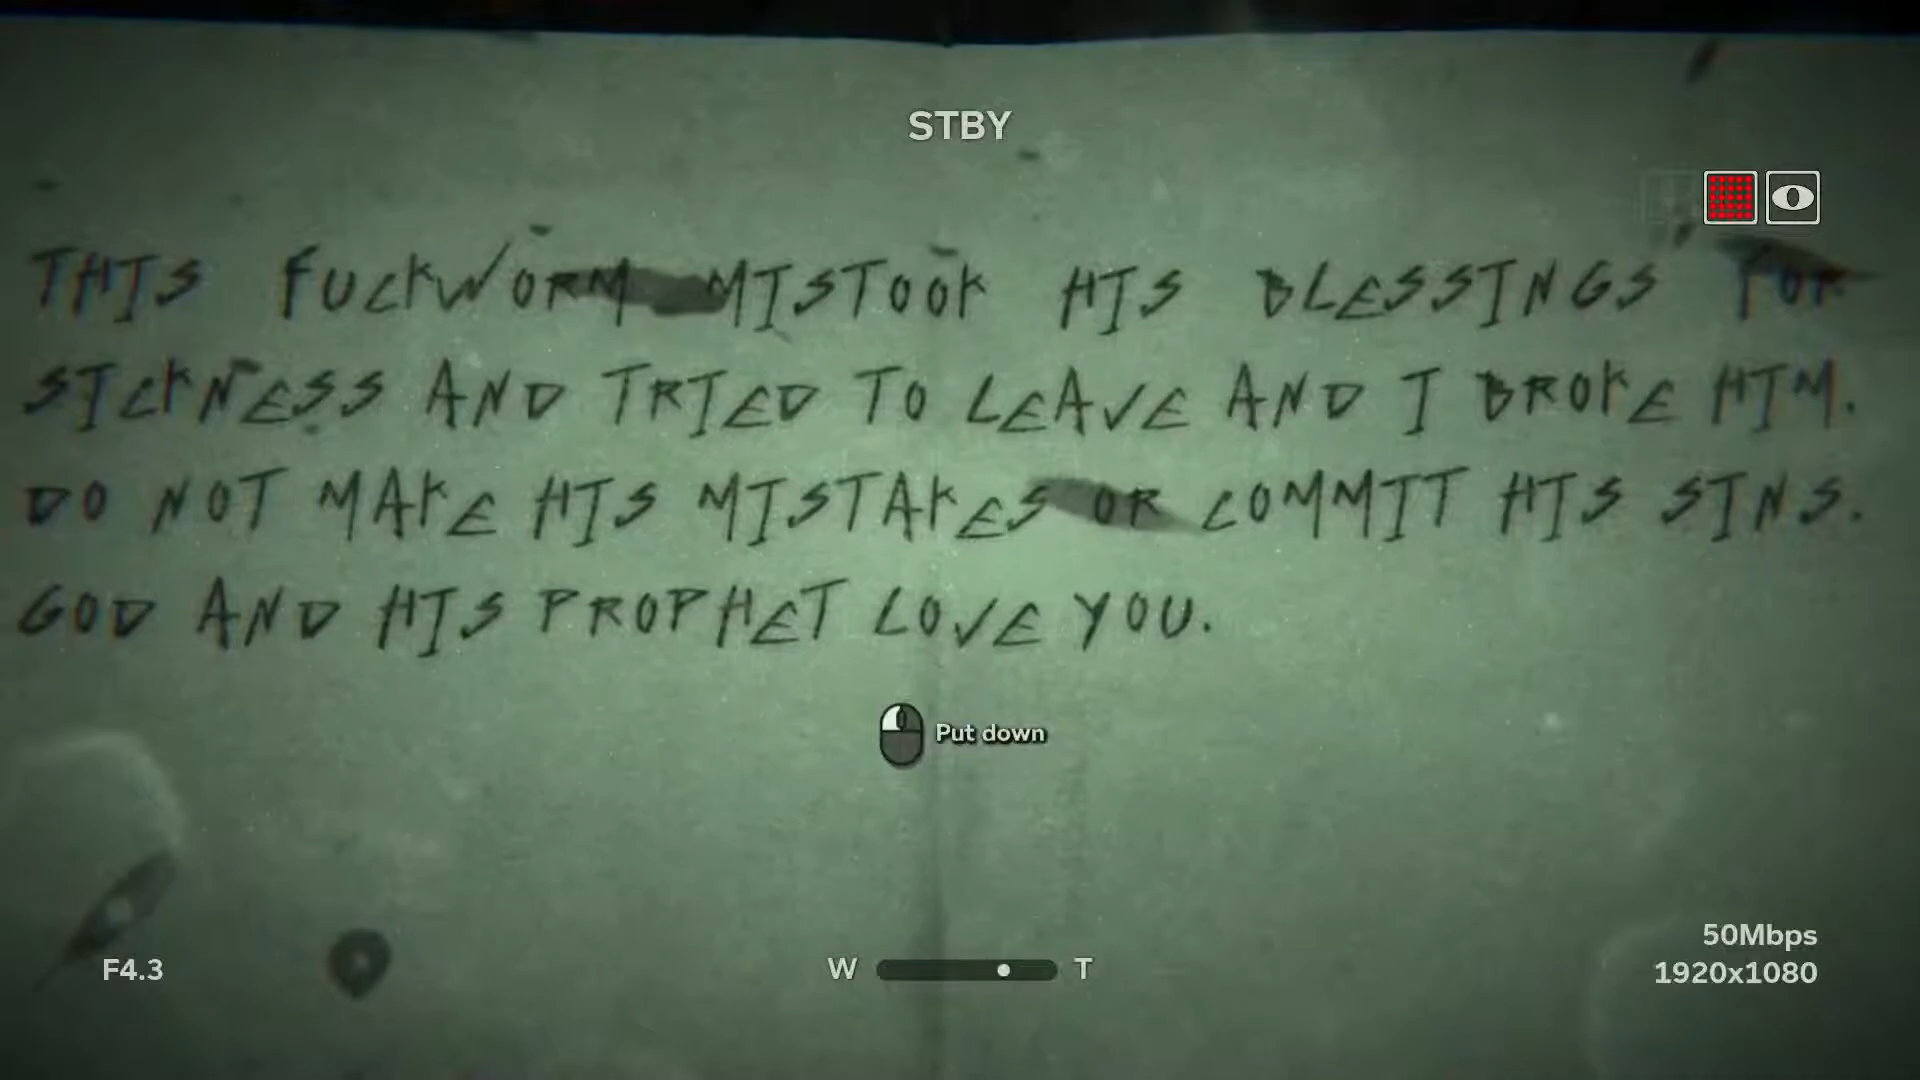 STBY
THIS FUCKWORM MISTOOK HIS BLESSINGS FOR
SICKNESS AND TRIED TO LEAVE AND I BROKE HIM.
DO NOT MAKE HIS MISTAKES OR COMMIT HIS SINS.
GOD AND HIS PROPHET LOVE YOU.
Put down
50Mbps
F4.3
W T
1920x1080